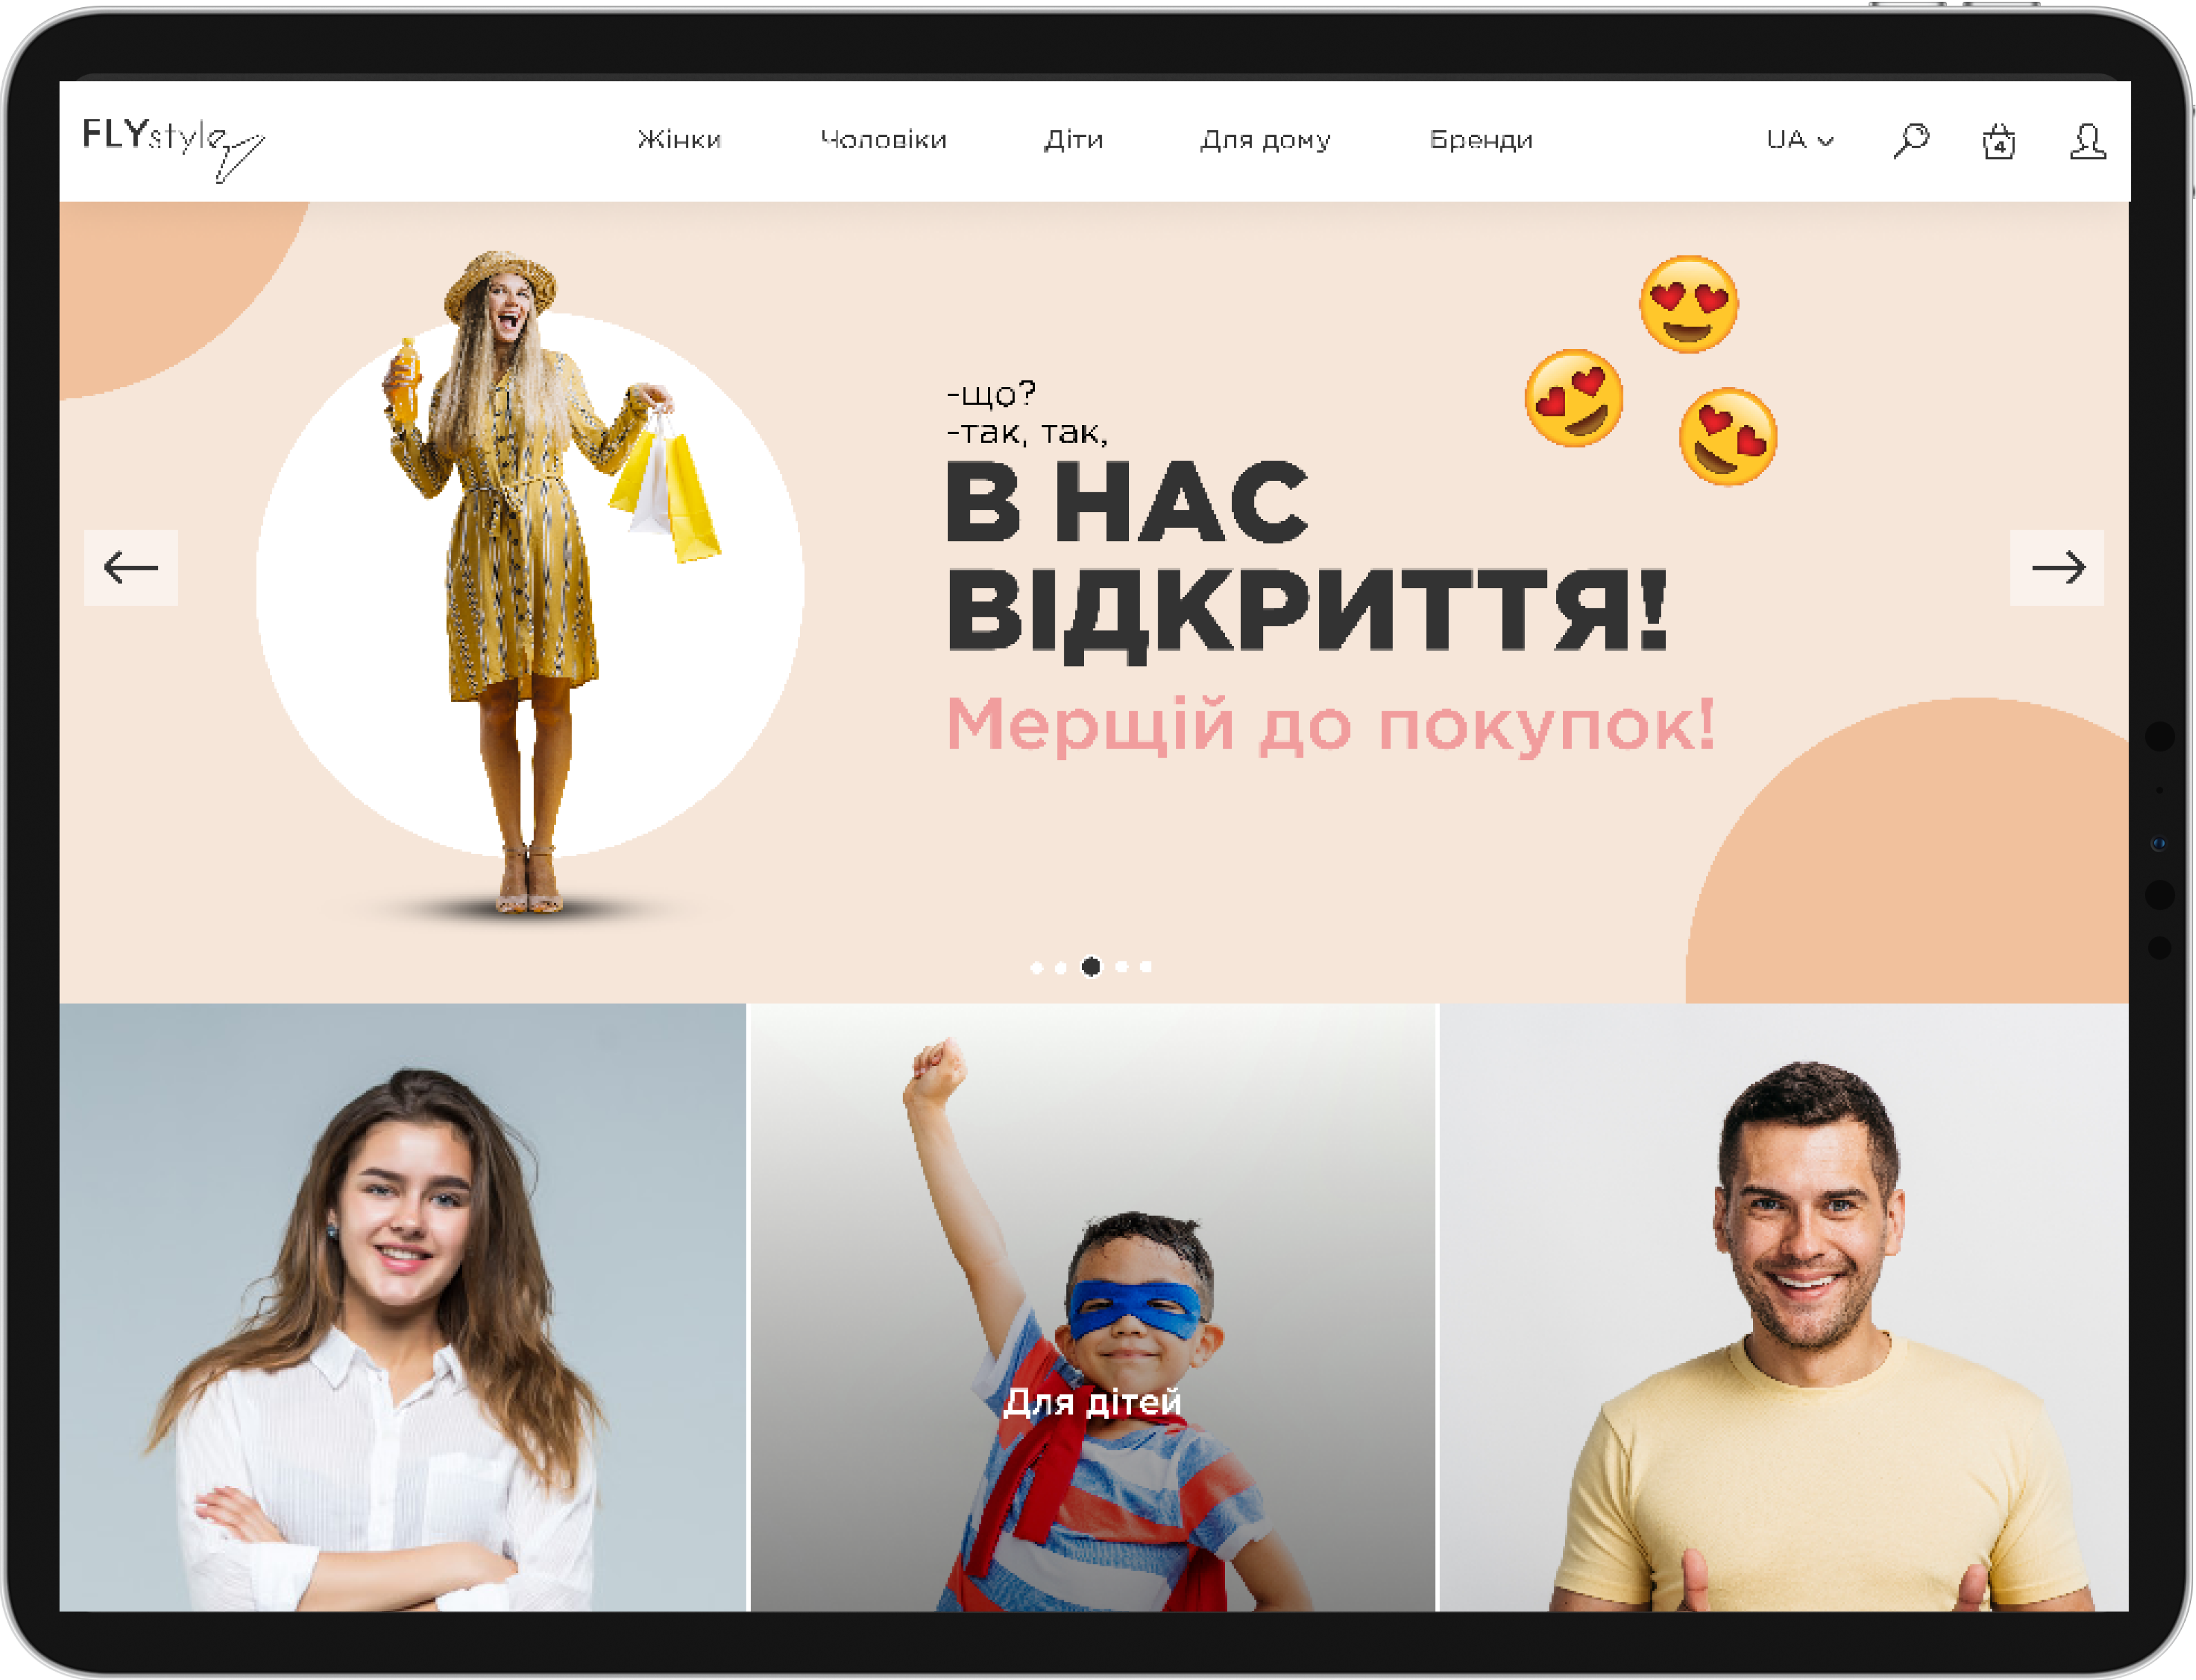 FLYstyle
Жінки Чоловіки Діти Для дому Бренди UA 4
-що?
-так, так,
В НАС
ВІДКРИТТЯ!
Мерщій до покупок!
Для дітей